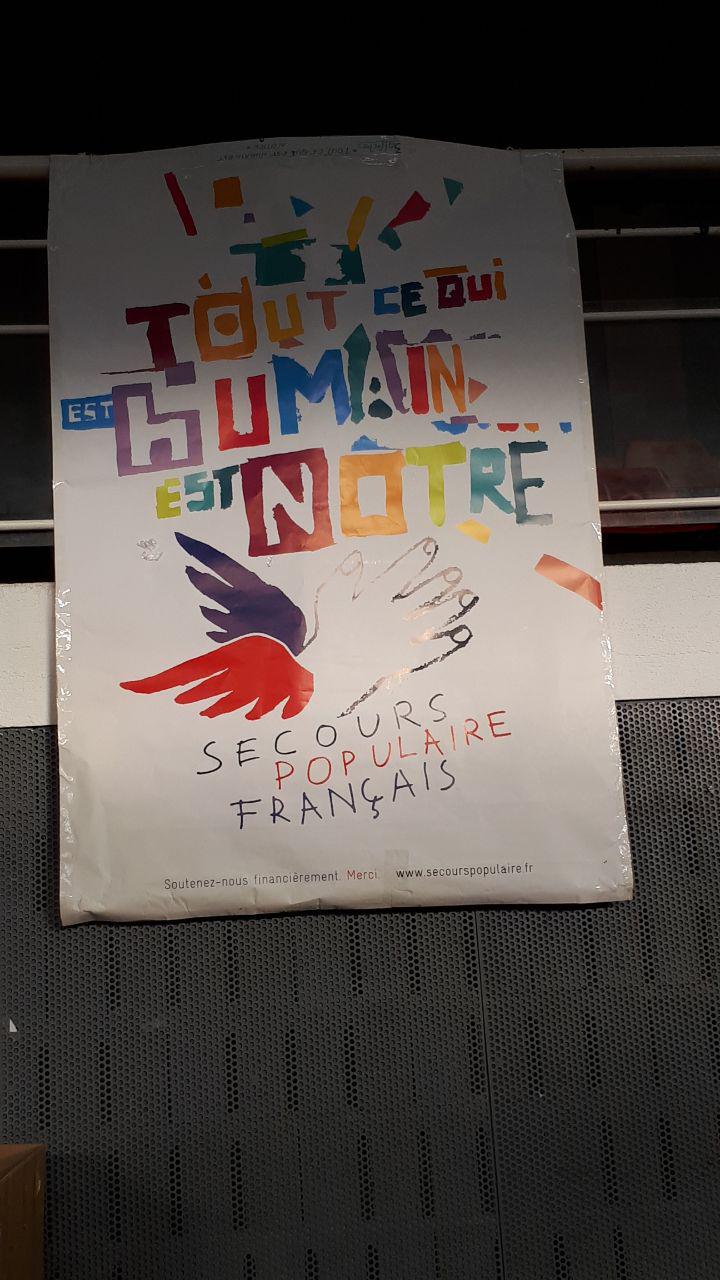 TOUT CE QUI
EST HUMAIN
EST NÔTRE
SECOURS
POPULAIRE
FRANÇAIS
Soutenez-nous financièrement. Merci. www.secourspopulaire.fr